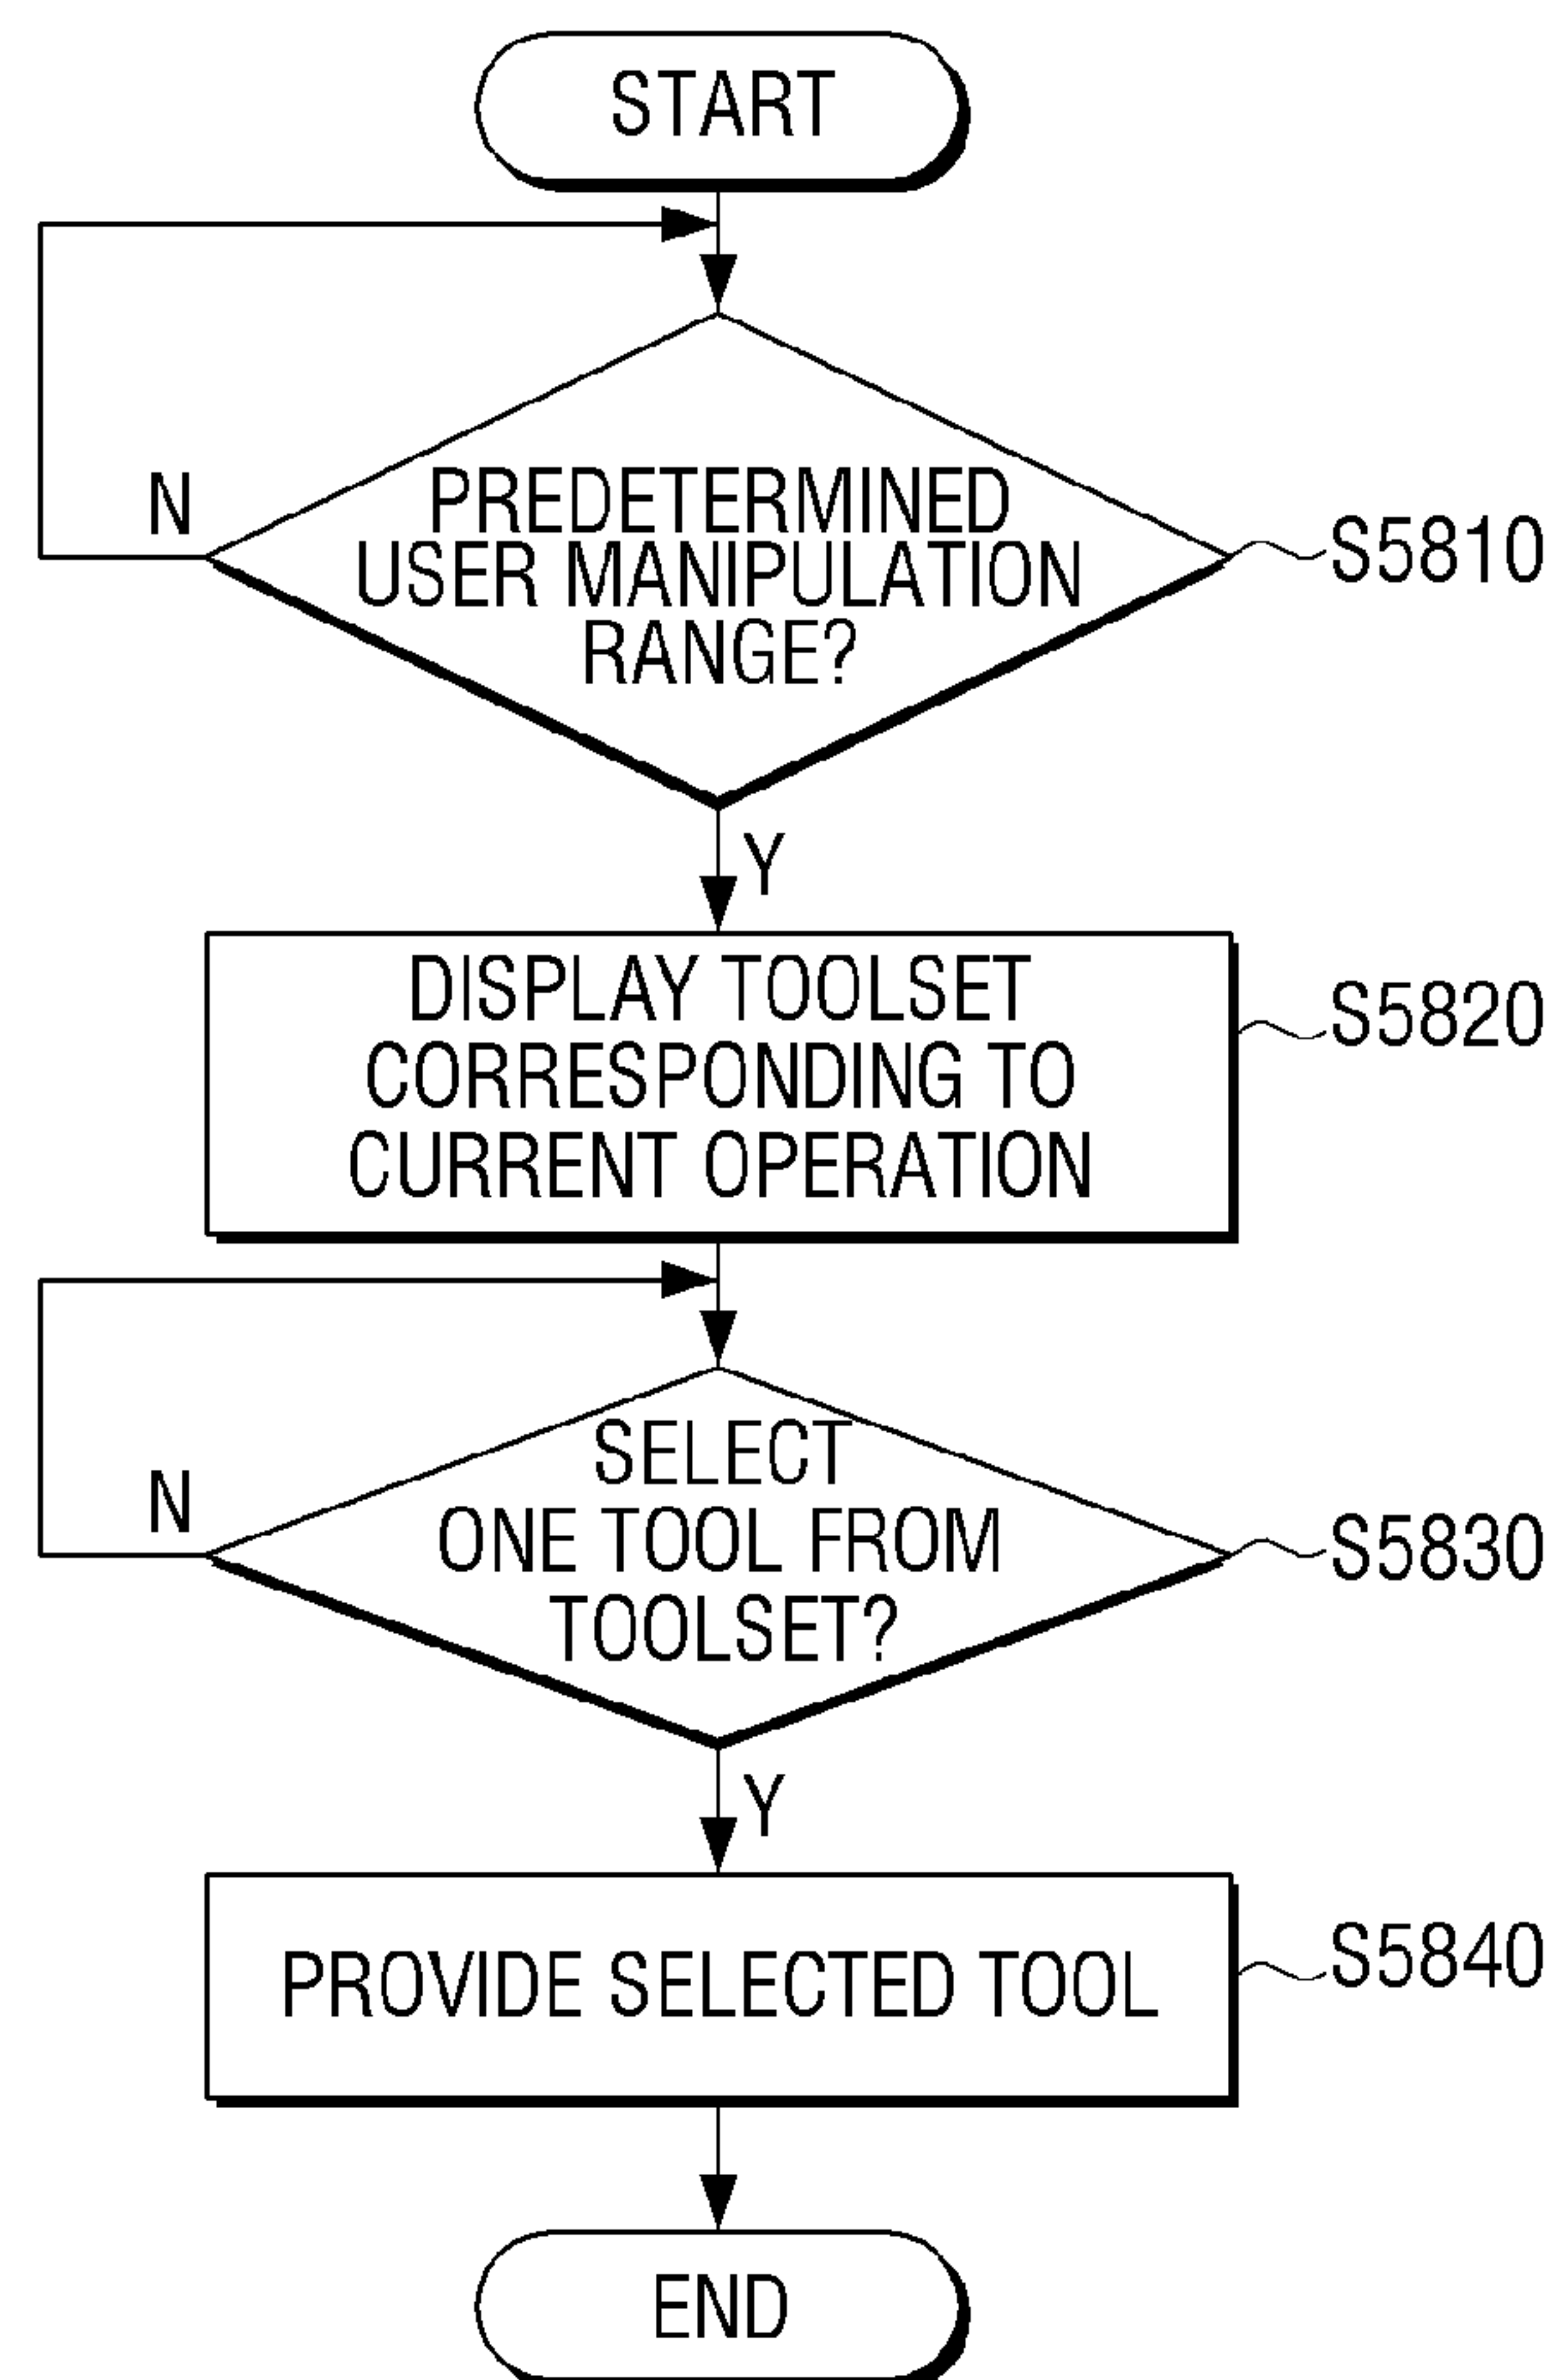 START
N
PREDETERMINED
USER MANIPULATION
RANGE?
S5810
Y
DISPLAY TOOLSET
CORRESPONDING TO
CURRENT OPERATION
S5820
N
SELECT
ONE TOOL FROM
TOOLSET?
S5830
Y
PROVIDE SELECTED TOOL
S5840
END